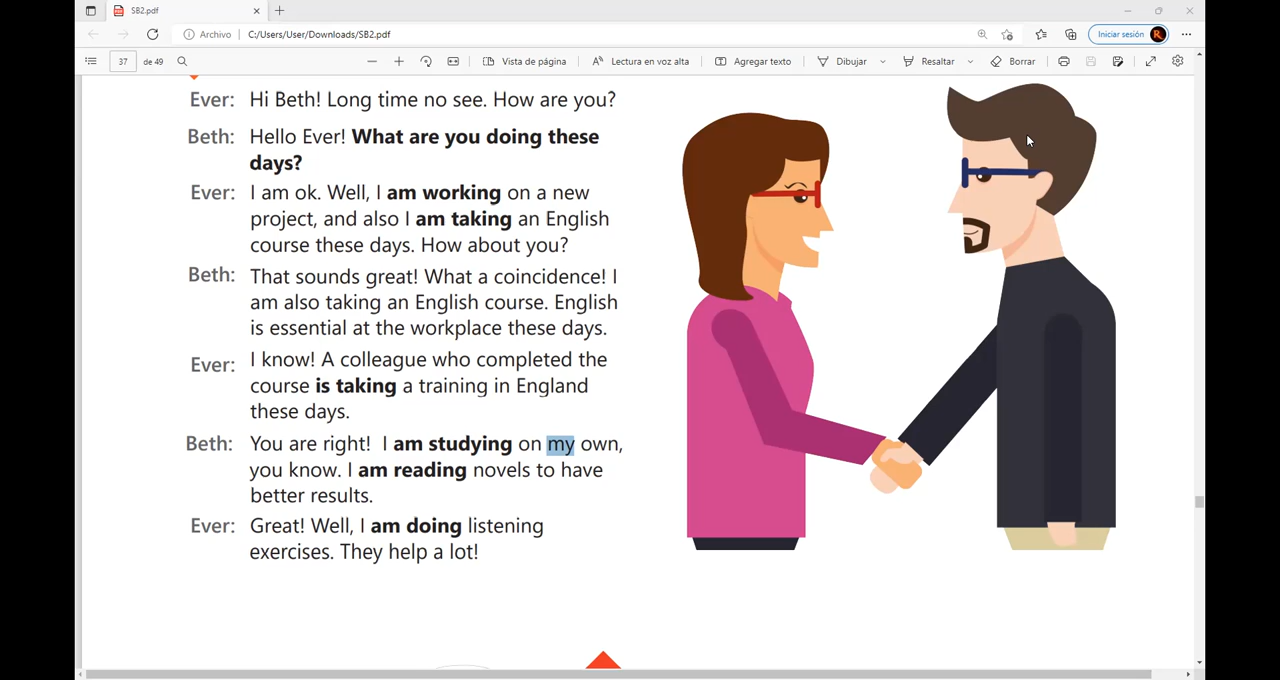 SB2.pdf
Archivo C:/Users/User/Downloads/SB2.pdf
Iniciar sesión R
37 de 49
Vista de página
Lectura en voz alta
Agregar texto
Dibujar
Resaltar
Borrar
Ever: Hi Beth! Long time no see. How are you?
Beth: Hello Ever! What are you doing these
days?
Ever: I am ok. Well, I am working on a new
project, and also I am taking an English
course these days. How about you?
Beth: That sounds great! What a coincidence! I
am also taking an English course. English
is essential at the workplace these days.
Ever: I know! A colleague who completed the
course is taking a training in England
these days.
Beth: You are right! I am studying on my own,
you know. I am reading novels to have
better results.
Ever: Great! Well, I am doing listening
exercises. They help a lot!